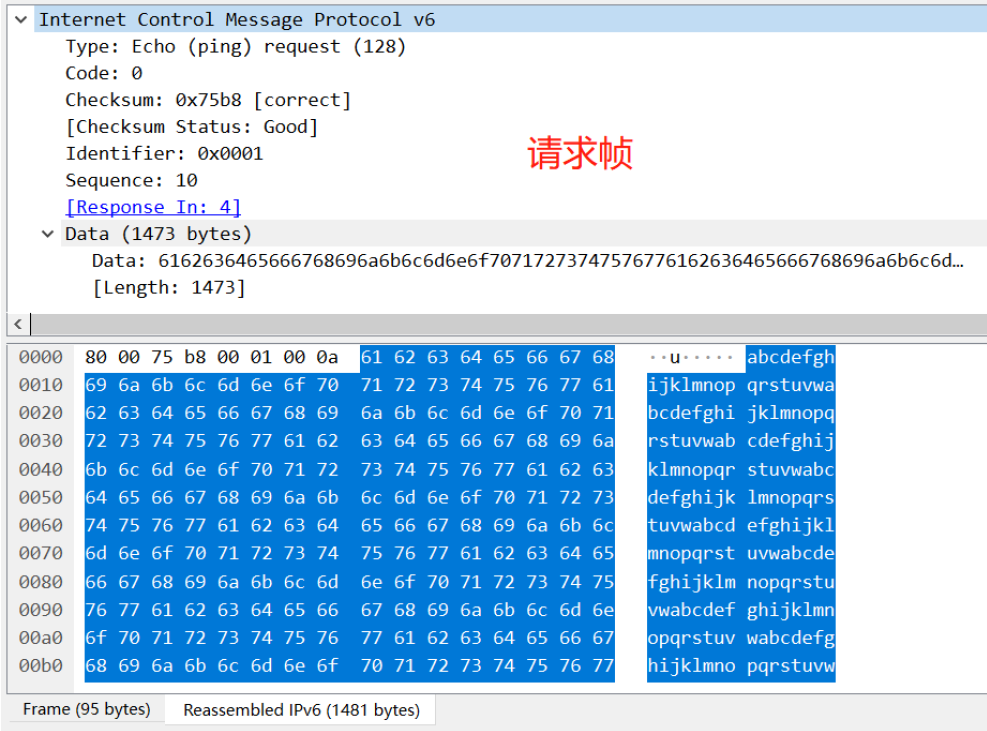 Internet Control Message Protocol v6
Type: Echo (ping) request (128)
Code: 0
Checksum: 0x75b8 [correct]
[Checksum Status: Good]
Identifier: 0x0001
请求帧
Sequence: 10
[Response In: 4]
Data (1473 bytes)
Data: 6162636465666768696a6b6c6d6e6f70717273747576776162636465666768696a6b6c6d…
[Length: 1473]
0000 80 00 75 b8 00 01 00 0a 61 62 63 64 65 66 67 68 ··u····· abcdefgh
0010 69 6a 6b 6c 6d 6e 6f 70 71 72 73 74 75 76 77 61 ijklmnop qrstuvwa
0020 62 63 64 65 66 67 68 69 6a 6b 6c 6d 6e 6f 70 71 bcdefghi jklmnopq
0030 72 73 74 75 76 77 61 62 63 64 65 66 67 68 69 6a rstuvwab cdefghij
0040 6b 6c 6d 6e 6f 70 71 72 73 74 75 76 77 61 62 63 klmnopqr stuvwabc
0050 64 65 66 67 68 69 6a 6b 6c 6d 6e 6f 70 71 72 73 defghijk lmnopqrs
0060 74 75 76 77 61 62 63 64 65 66 67 68 69 6a 6b 6c tuvwabcd efghijkl
0070 6d 6e 6f 70 71 72 73 74 75 76 77 61 62 63 64 65 mnopqrst uvwabcde
0080 66 67 68 69 6a 6b 6c 6d 6e 6f 70 71 72 73 74 75 fghijklm nopqrstu
0090 76 77 61 62 63 64 65 66 67 68 69 6a 6b 6c 6d 6e vwabcdef ghijklmn
00a0 6f 70 71 72 73 74 75 76 77 61 62 63 64 65 66 67 opqrstuv wabcdefg
00b0 68 69 6a 6b 6c 6d 6e 6f 70 71 72 73 74 75 76 77 hijklmno pqrstuvw
Frame (95 bytes) Reassembled IPv6 (1481 bytes)